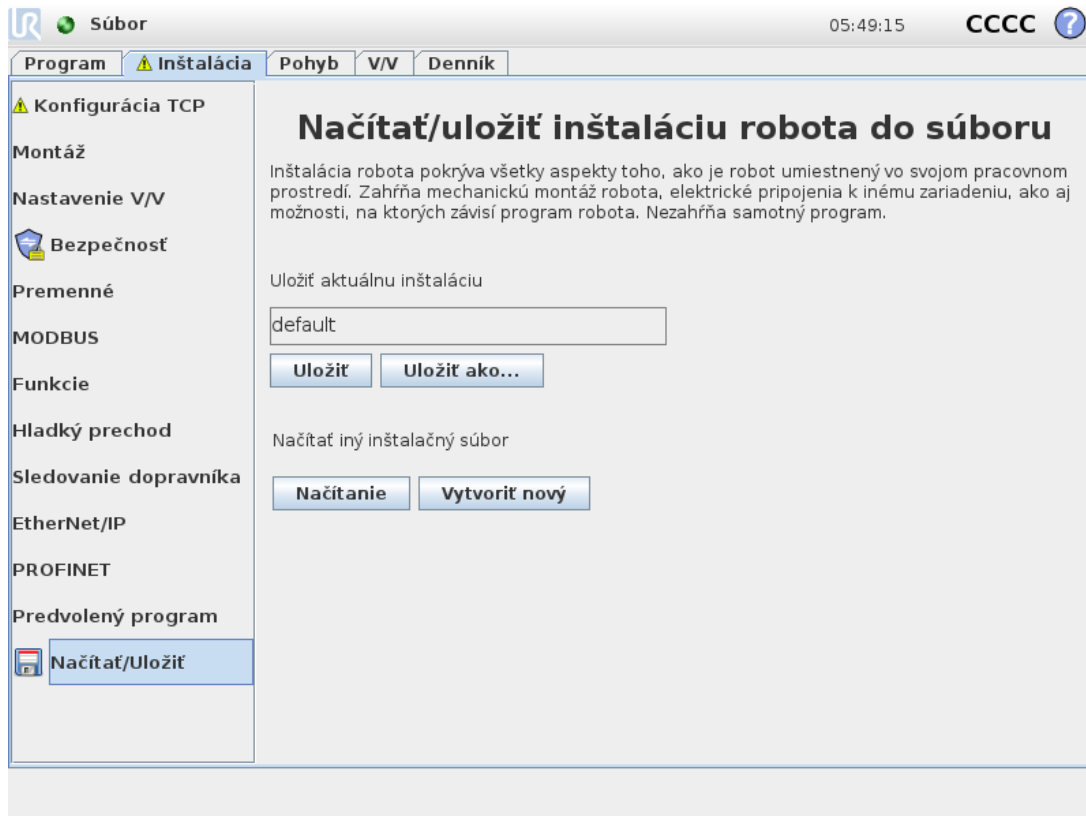 UR
Súbor
05:49:15
CCCC
?
Program
Inštalácia
Pohyb
V/V
Denník
Konfigurácia TCP
Montáž
Nastavenie V/V
Bezpečnosť
Premenné
MODBUS
Funkcie
Hladký prechod
Sledovanie dopravníka
EtherNet/IP
PROFINET
Predvolený program
Načítať/Uložiť
Načítať/uložiť inštaláciu robota do súboru
Inštalácia robota pokrýva všetky aspekty toho, ako je robot umiestnený vo svojom pracovnom
prostredí. Zahŕňa mechanickú montáž robota, elektrické pripojenia k inému zariadeniu, ako aj
možnosti, na ktorých závisí program robota. Nezahŕňa samotný program.
Uložiť aktuálnu inštaláciu
default
Uložiť
Uložiť ako...
Načítať iný inštalačný súbor
Načítanie
Vytvoriť nový